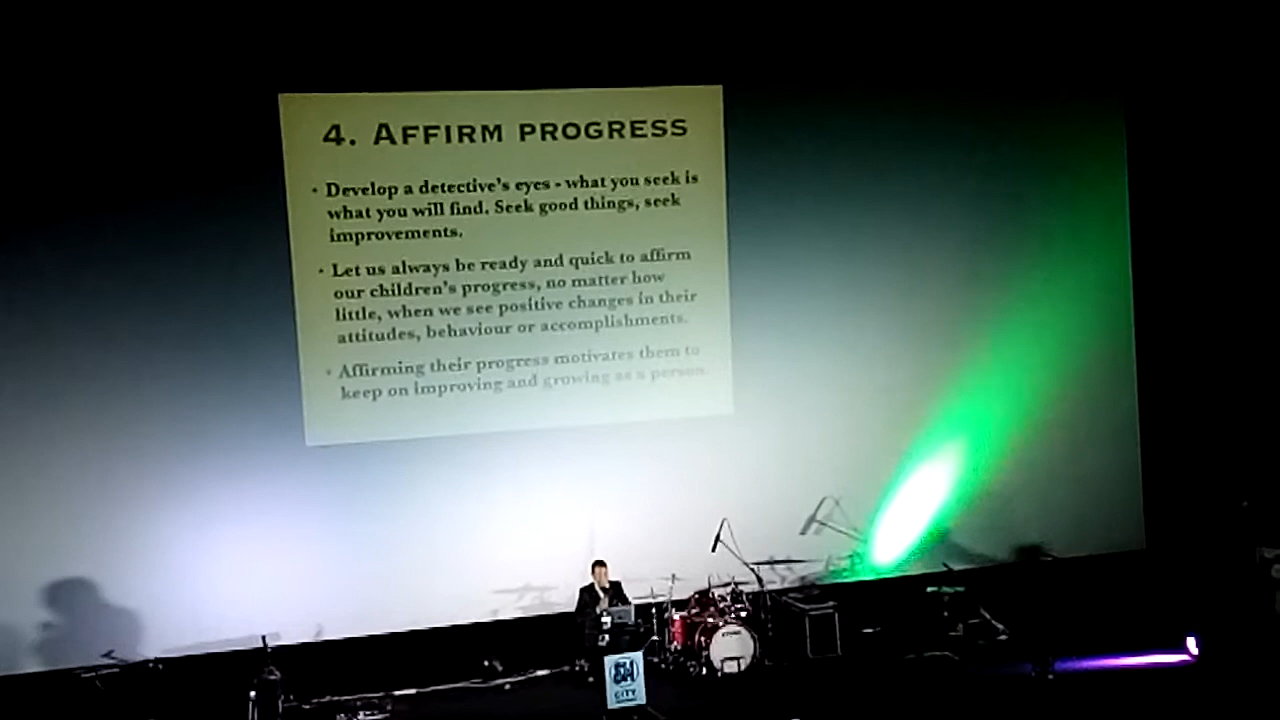 4. AFFIRM PROGRESS
• Develop a detective's eyes - what you seek is
what you will find. Seek good things, seek
improvements.
• Let us always be ready and quick to affirm
our children's progress, no matter how
little, when we see positive changes in their
attitudes, behaviour or accomplishments.
• Affirming their progress motivates them to
keep on improving and growing as a person.
SM
CITY